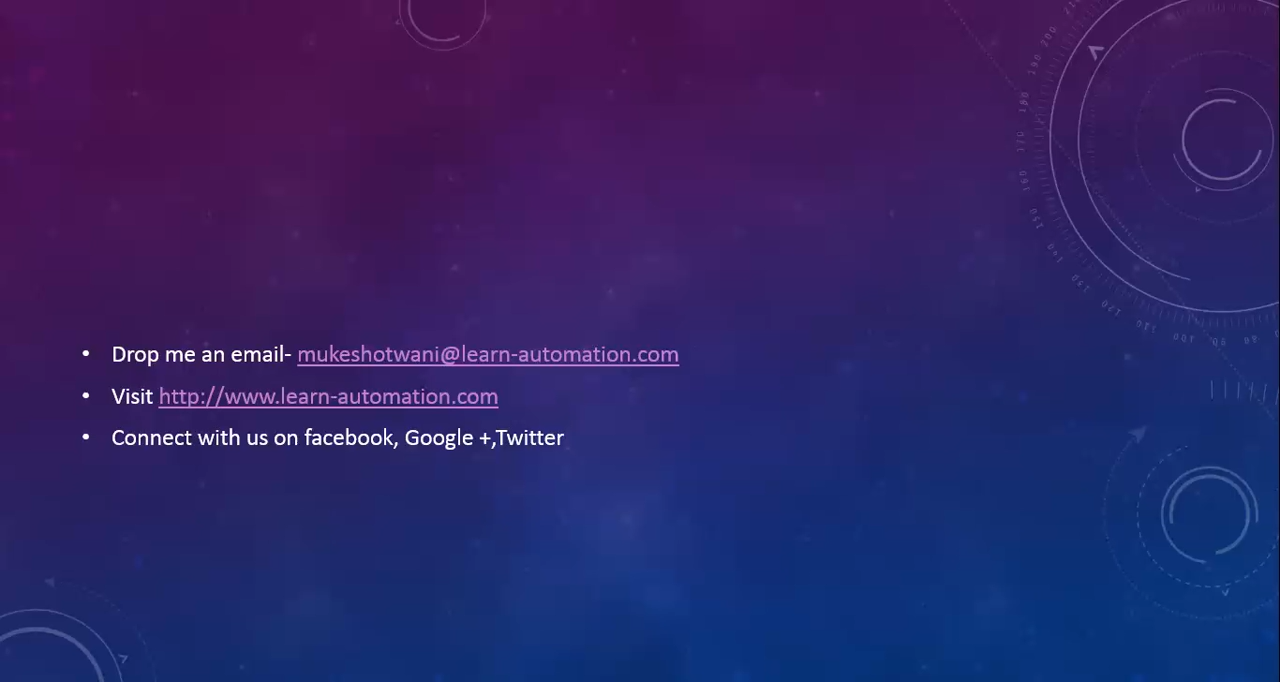 • Drop me an email- mukeshotwani@learn-automation.com
• Visit http://www.learn-automation.com
• Connect with us on facebook, Google +,Twitter